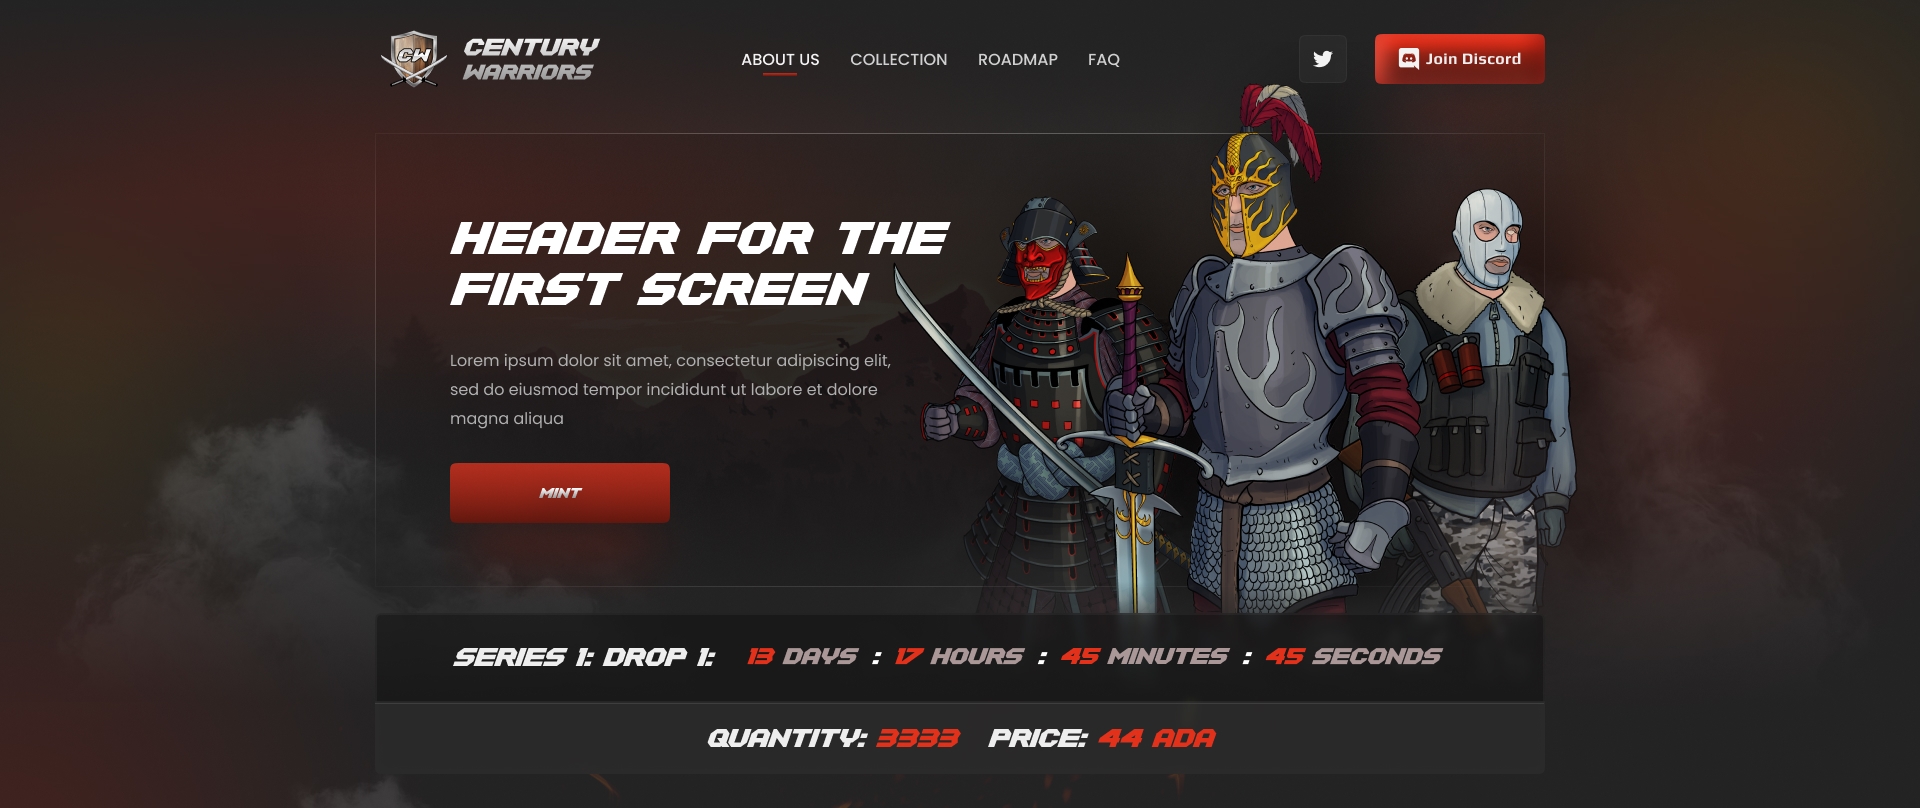 CW
CENTURY
WARRIORS
ABOUT US COLLECTION ROADMAP FAQ
Join Discord
HEADER FOR THE
FIRST SCREEN
Lorem ipsum dolor sit amet, consectetur adipiscing elit,
sed do eiusmod tempor incididunt ut labore et dolore
magna aliqua
MINT
SERIES 1: DROP 1: 13 DAYS : 17 HOURS : 45 MINUTES : 45 SECONDS
QUANTITY: 3333 PRICE: 44 ADA